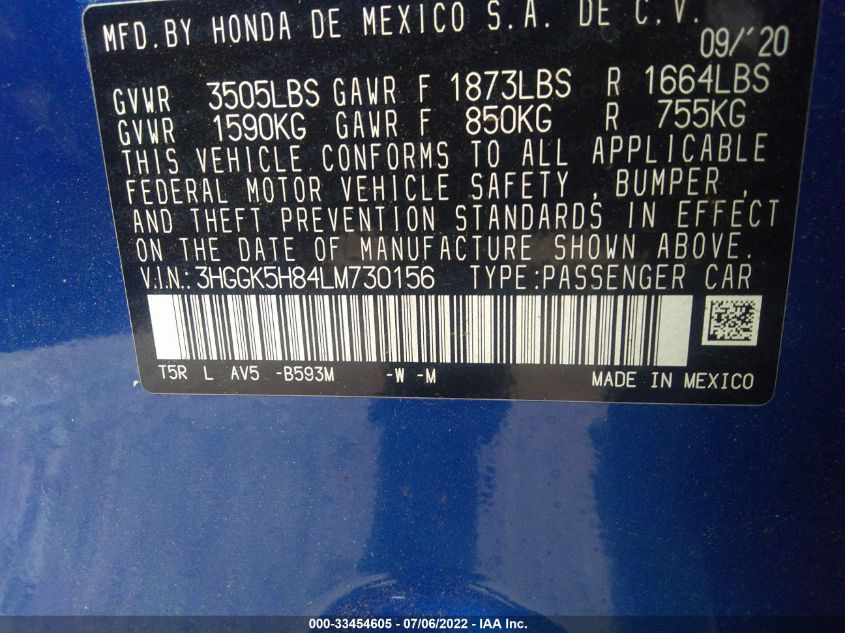 MFD.BY HONDA DE MEXICO S.A. DE C.V.
09/'20
GVWR 3505LBS GAWR F 1873LBS R 1664LBS
GVWR 1590KG GAWR F 850KG R 755KG
THIS VEHICLE CONFORMS TO ALL APPLICABLE
FEDERAL MOTOR VEHICLE SAFETY , BUMPER ,
AND THEFT PREVENTION STANDARDS IN EFFECT
ON THE DATE OF MANUFACTURE SHOWN ABOVE.
V.I.N.: 3HGGK5H84LM730156 TYPE:PASSENGER CAR
T5R L AV5 -B593M -W -M
MADE IN MEXICO
000-33454605 - 07/06/2022 - IAA Inc.